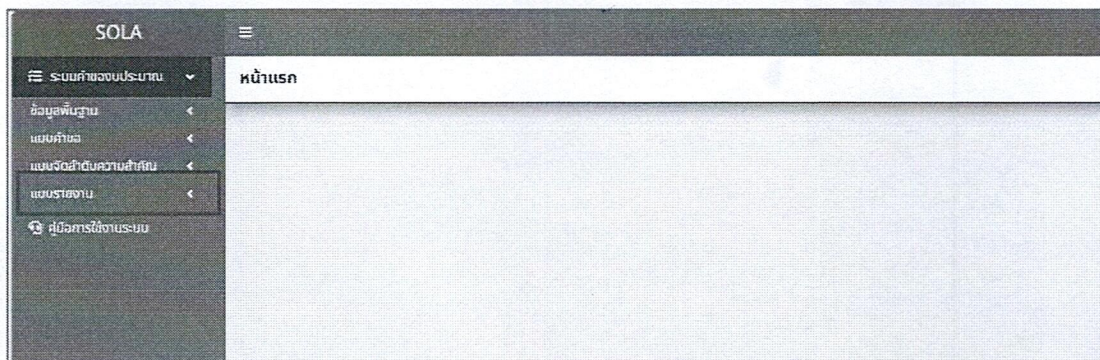 SOLA
หน้าแรก
ระบบคำของบประมาณ
ข้อมูลพื้นฐาน
แบบคำขอ
แบบจัดลำดับความสำคัญ
แบบรายงาน
คู่มือการใช้งานระบบ